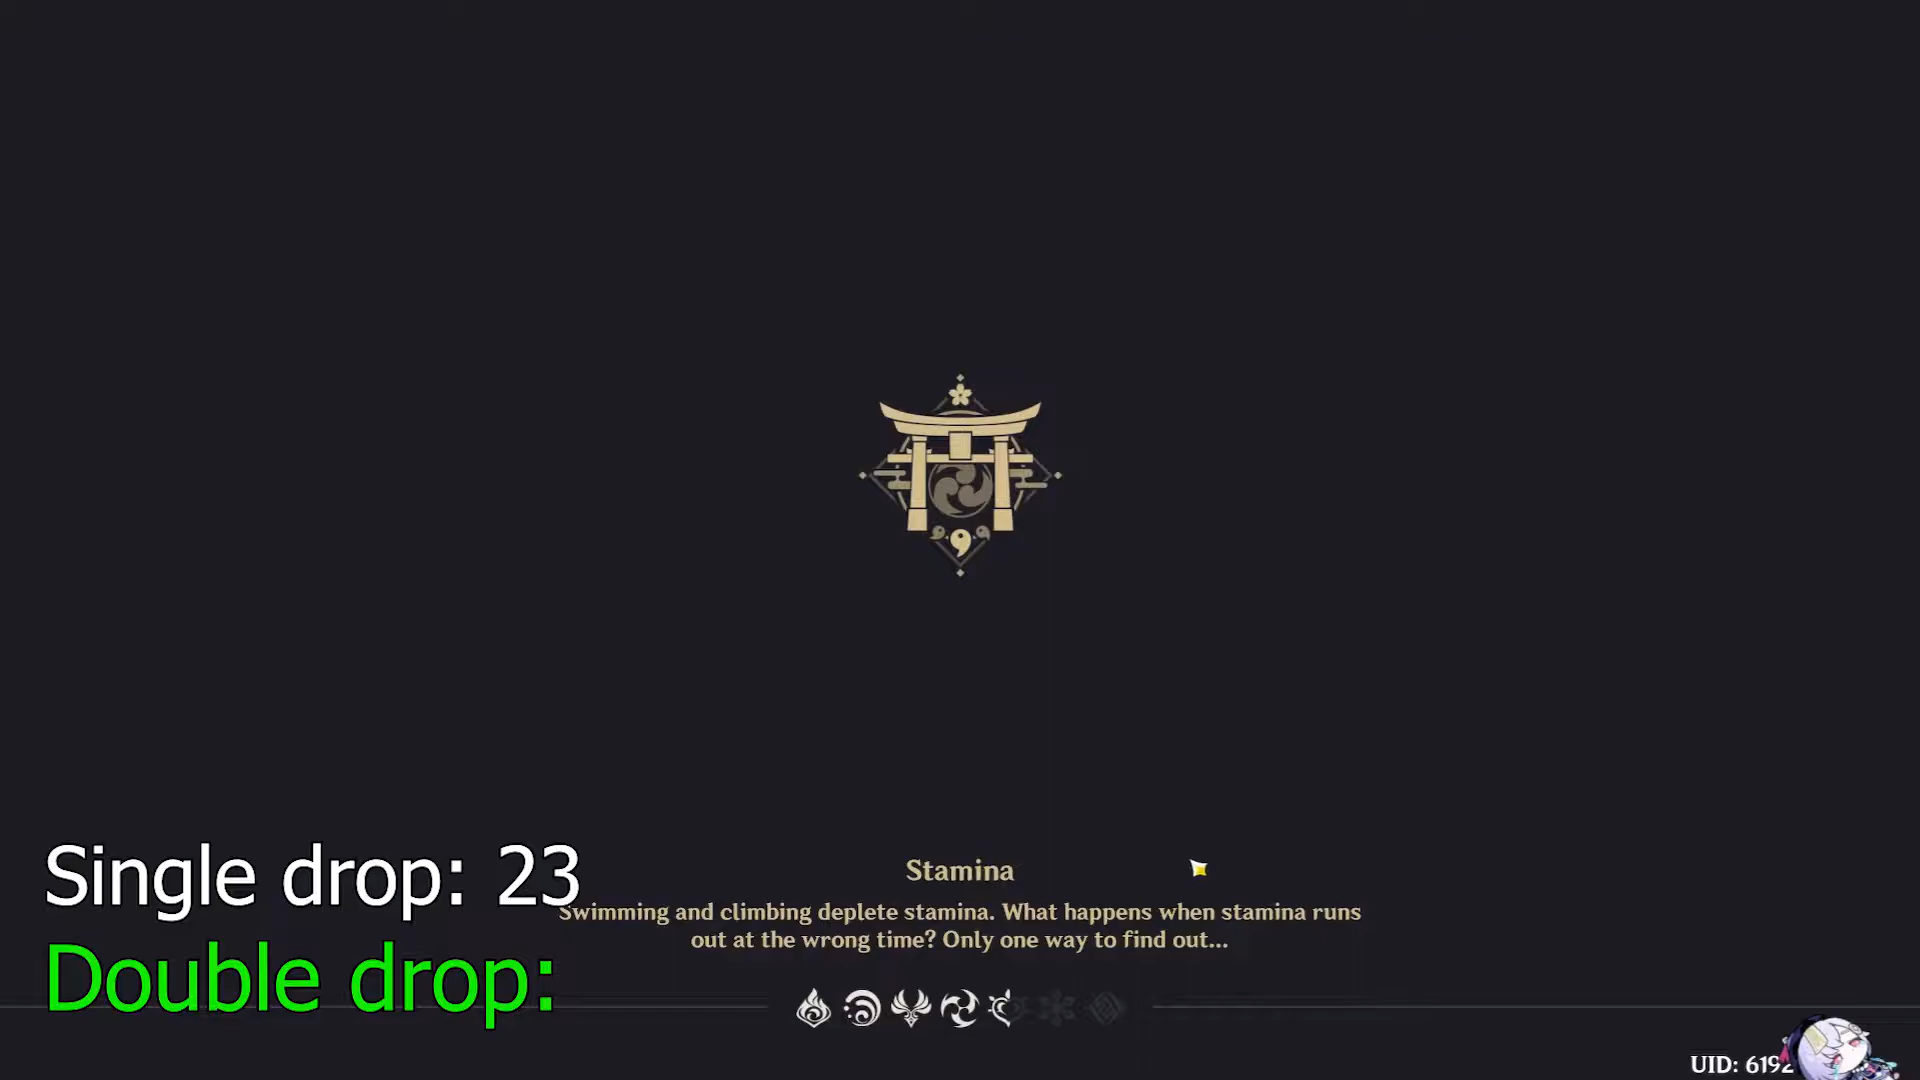 Single drop: 23
Double drop:
Stamina
Swimming and climbing deplete stamina. What happens when stamina runs
out at the wrong time? Only one way to find out...
UID: 6192